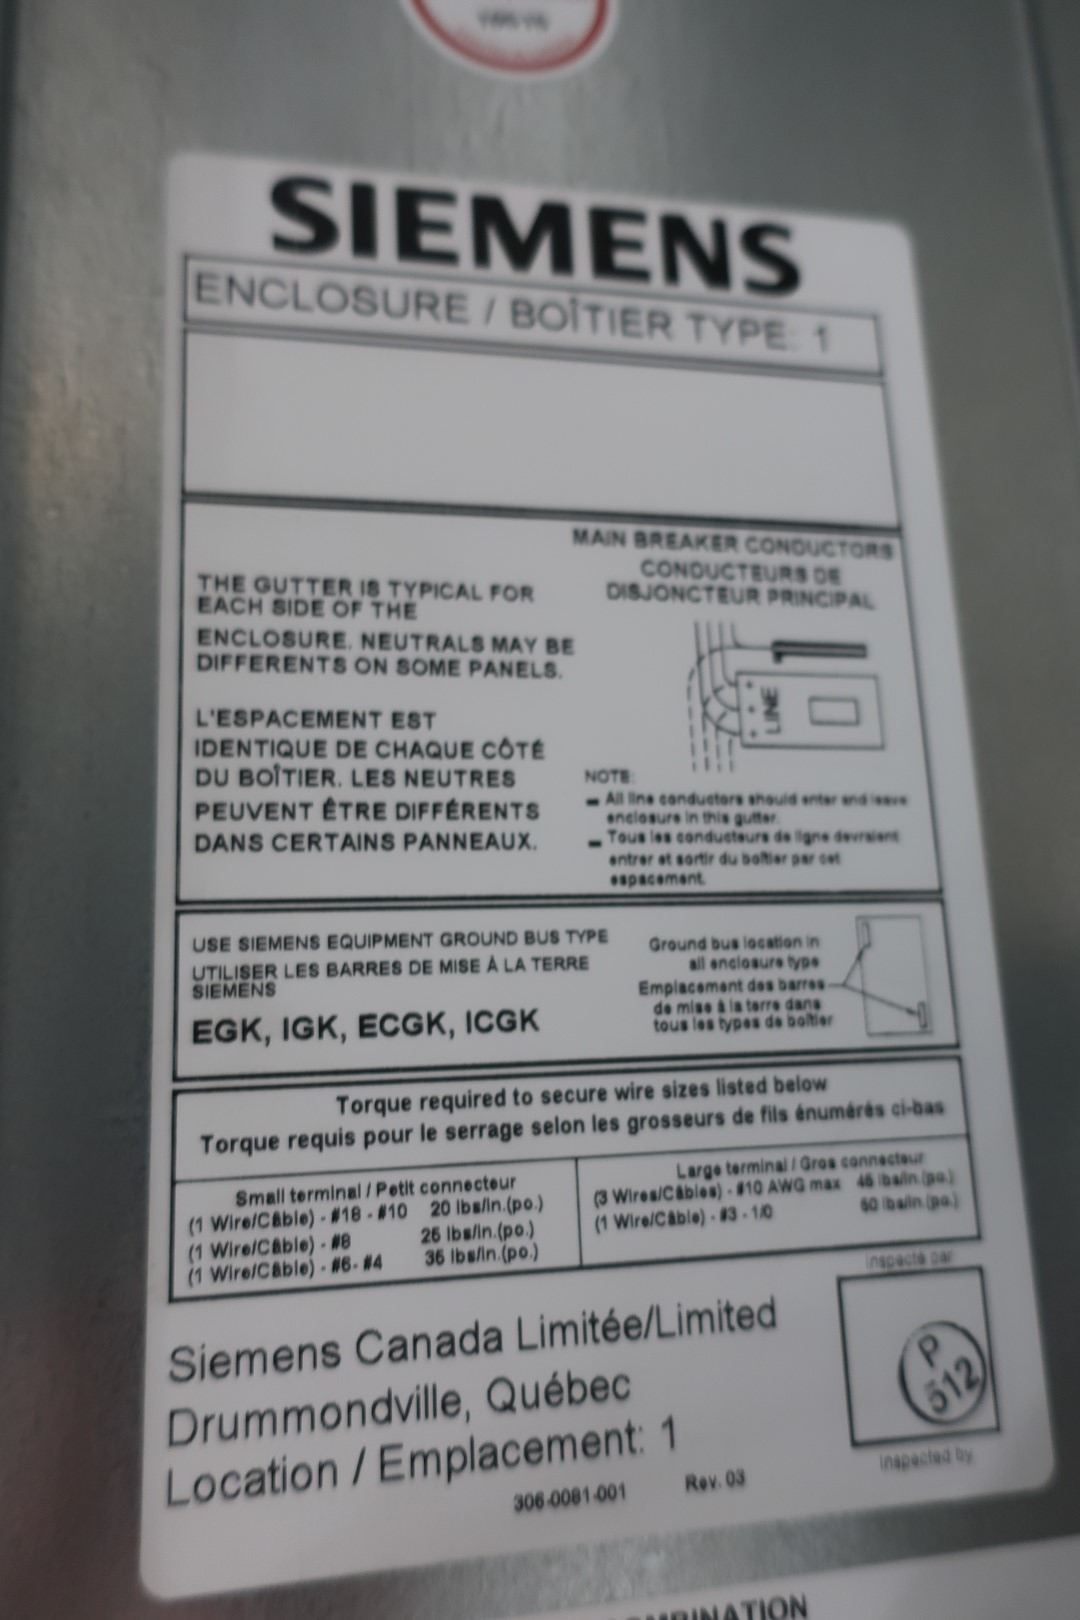 SIEMENS
ENCLOSURE / BOÎTIER TYPE: 1
MAIN BREAKER CONDUCTORS
CONDUCTEURS DE
DISJONCTEUR PRINCIPAL
THE GUTTER IS TYPICAL FOR
EACH SIDE OF THE
ENCLOSURE. NEUTRALS MAY BE
DIFFERENTS ON SOME PANELS.
L'ESPACEMENT EST
IDENTIQUE DE CHAQUE CÔTÉ
DU BOÎTIER. LES NEUTRES
PEUVENT ÊTRE DIFFÉRENTS
DANS CERTAINS PANNEAUX.
LINE
NOTE:
- All line conductors should enter and leave
enclosure in this gutter.
- Tous les conducteurs de ligne devraient
entrer et sortir du boîtier par cet
espacement.
USE SIEMENS EQUIPMENT GROUND BUS TYPE
UTILISER LES BARRES DE MISE À LA TERRE
SIEMENS
EGK, IGK, ECGK, ICGK
Ground bus location in
all enclosure type
Emplacement des barres
de mise à la terre dans
tous les types de boîtier
Torque required to secure wire sizes listed below
Torque requis pour le serrage selon les grosseurs de fils énumérés ci-bas
Small terminal / Petit connecteur
(1 Wire/Câble) - #18 - #10 20 lbs/in.(po.)
(1 Wire/Câble) - #8 25 lbs/in.(po.)
(1 Wire/Câble) - #6- #4 35 lbs/in.(po.)
Large terminal / Gros connecteur
(3 Wires/Câbles) - #10 AWG max 45 lbs/in.(po.)
(1 Wire/Câble) - #3 - 1/0 50 lbs/in.(po.)
Siemens Canada Limitée/Limited
Drummondville, Québec
Location / Emplacement: 1
306-0081-001 Rev. 03
Inspecté par
P
512
Inspected by